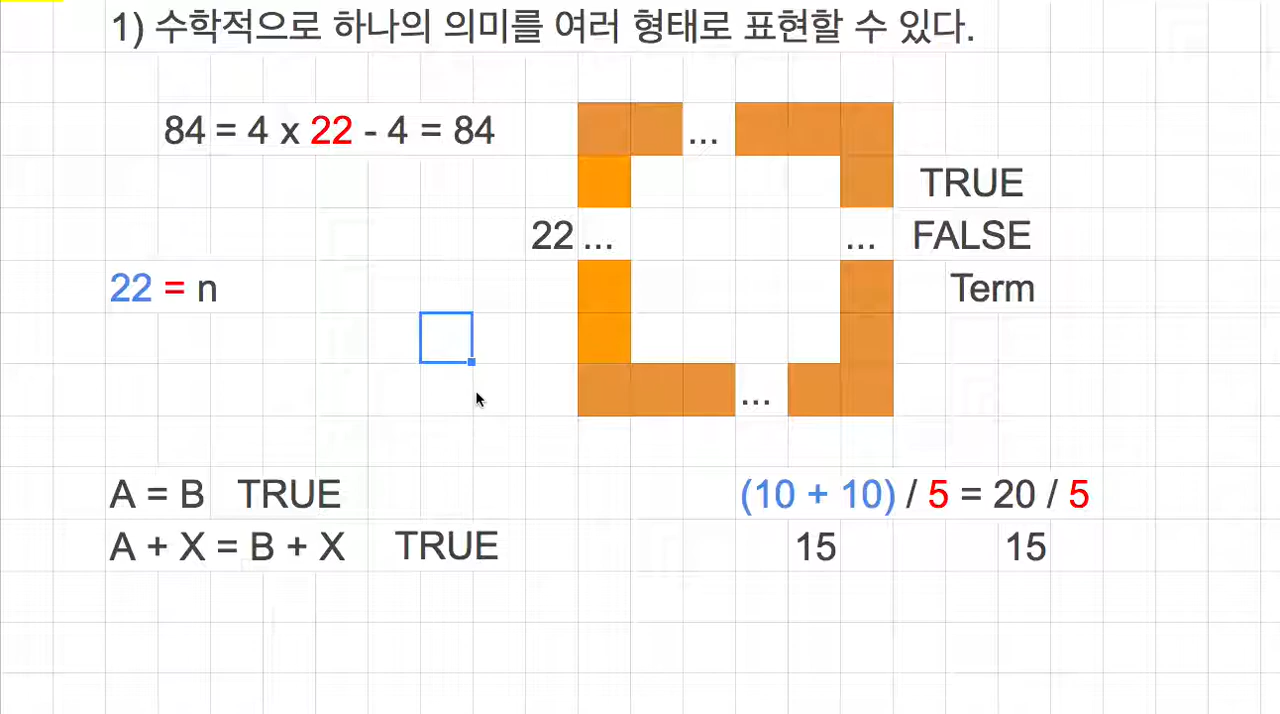 1) 수학적으로 하나의 의미를 여러 형태로 표현할 수 있다.
84 = 4 x 22 - 4 = 84
...
TRUE
22 ... ... FALSE
22 = n
Term
...
A = B TRUE
(10 + 10) / 5 = 20 / 5
A + X = B + X TRUE
15 15